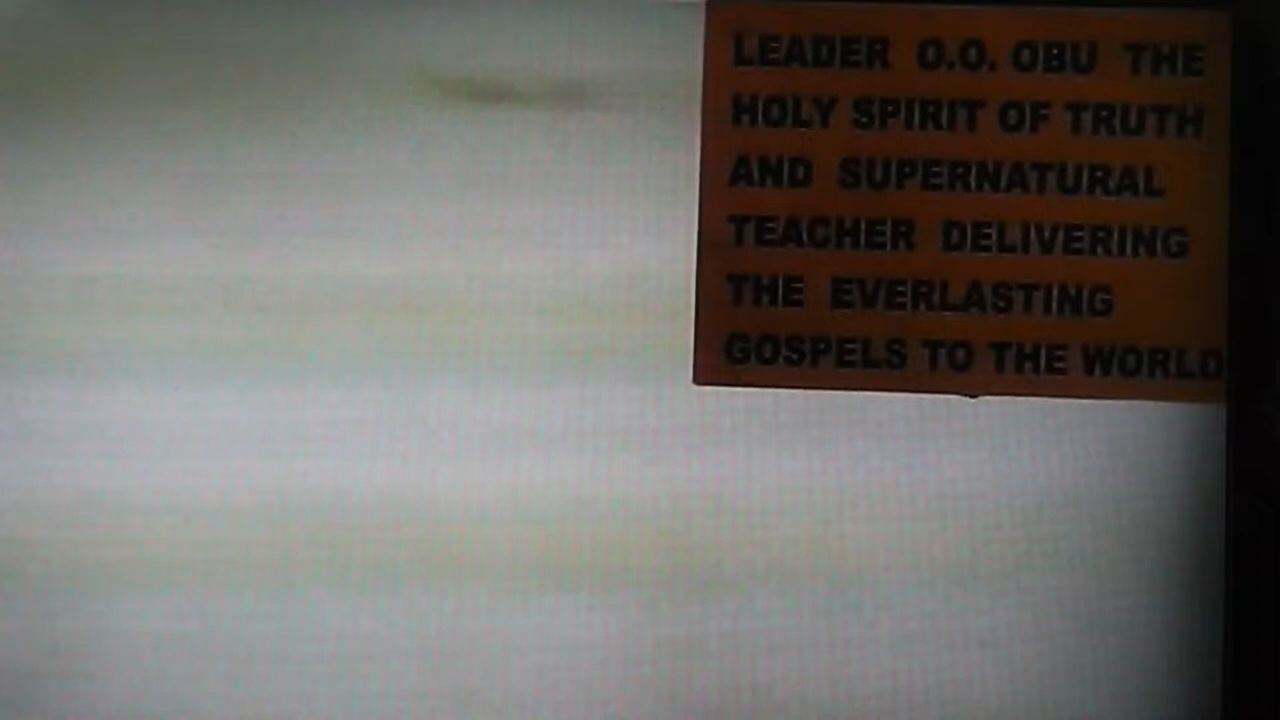 LEADER O.O. OBU THE
HOLY SPIRIT OF TRUTH
AND SUPERNATURAL
TEACHER DELIVERING
THE EVERLASTING
GOSPELS TO THE WORLD